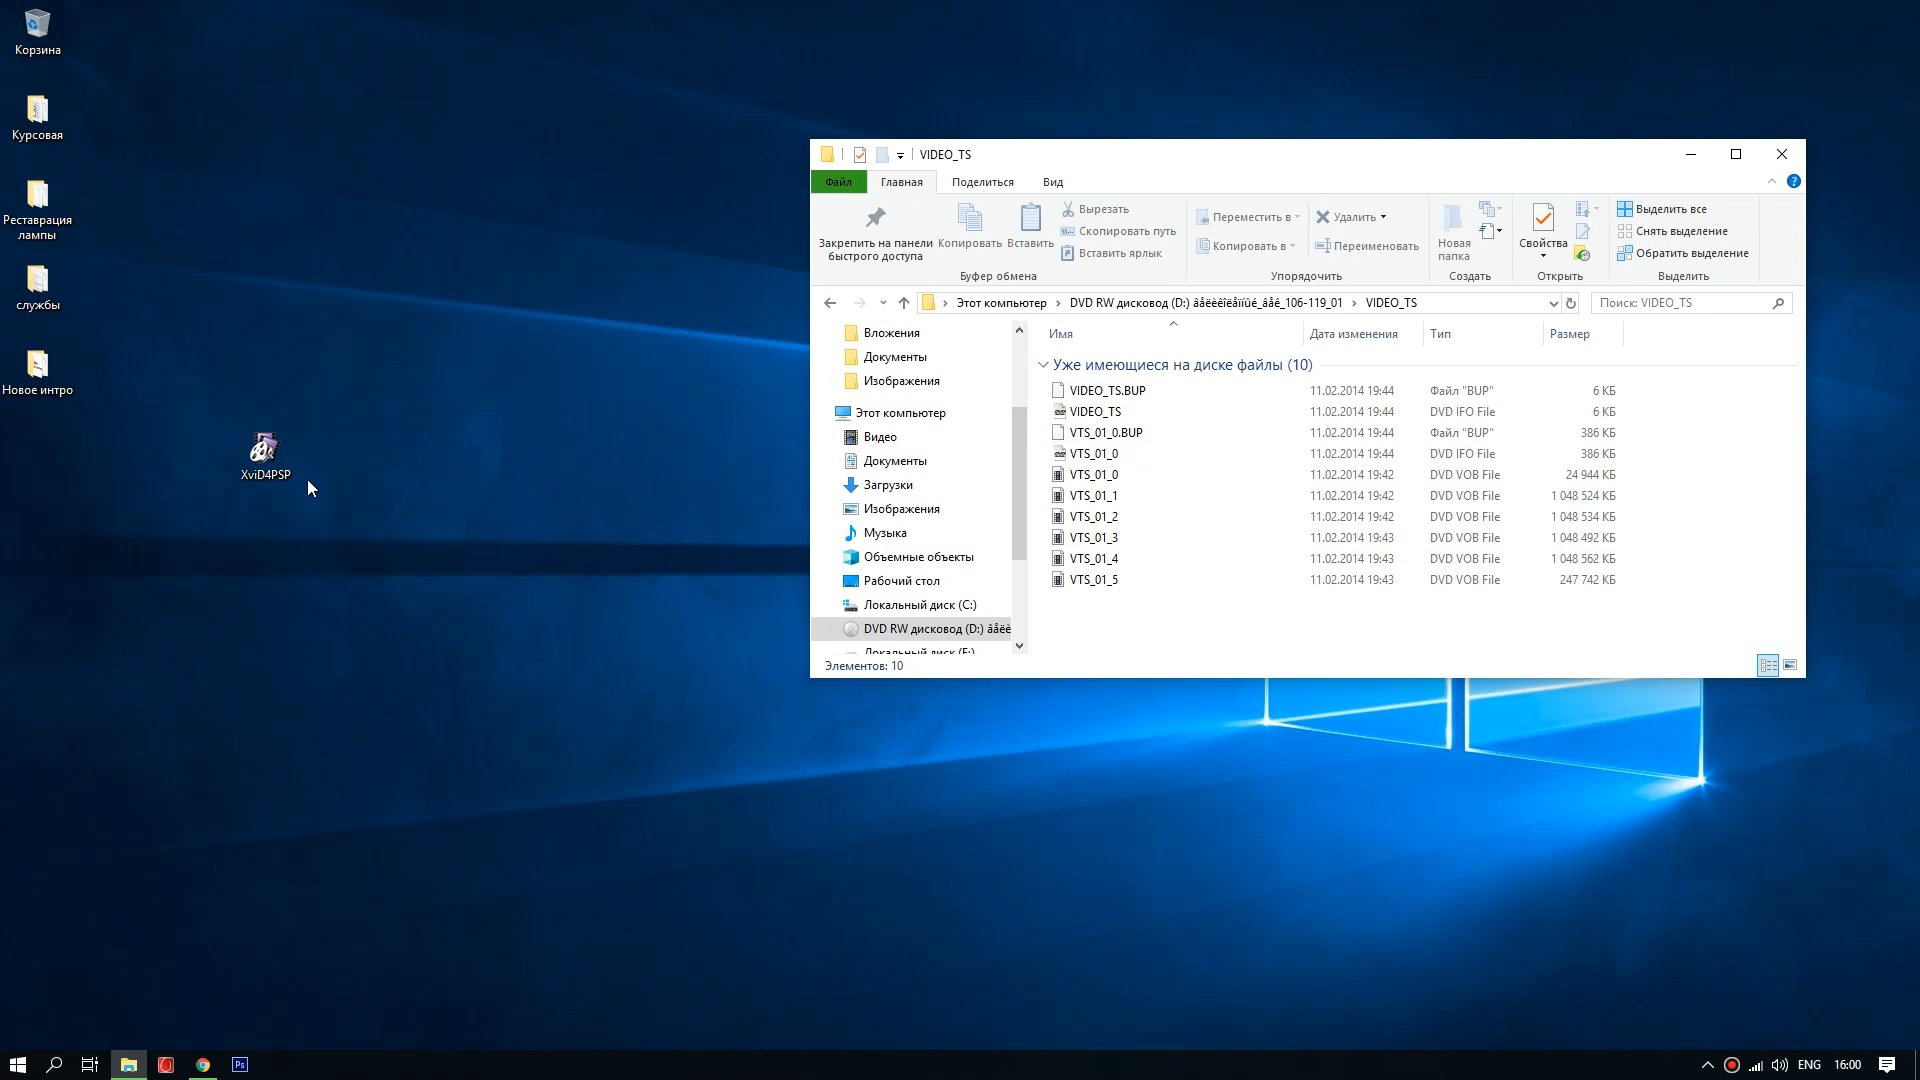 Корзина
Курсовая
Реставрация
лампы
службы
Новое интро
XviD4PSP
VIDEO_TS
Файл
Главная
Поделиться
Вид
Закрепить на панели
быстрого доступа
Копировать
Вставить
Вырезать
Скопировать путь
Вставить ярлык
Буфер обмена
Переместить в
Копировать в
Удалить
Переименовать
Упорядочить
Новая
папка
Создать
Свойства
Открыть
Выделить все
Снять выделение
Обратить выделение
Выделить
Этот компьютер
DVD RW дисковод (D:) âåëèêîëåïíûé_âåê_106-119_01
VIDEO_TS
Поиск: VIDEO_TS
Вложения
Документы
Изображения
Этот компьютер
Видео
Документы
Загрузки
Изображения
Музыка
Объемные объекты
Рабочий стол
Локальный диск (C:)
DVD RW дисковод (D:) âåëè
Имя Дата изменения Тип Размер
Уже имеющиеся на диске файлы (10)
VIDEO_TS.BUP 11.02.2014 19:44 Файл "BUP" 6 КБ
VIDEO_TS 11.02.2014 19:44 DVD IFO File 6 КБ
VTS_01_0.BUP 11.02.2014 19:44 Файл "BUP" 386 КБ
VTS_01_0 11.02.2014 19:44 DVD IFO File 386 КБ
VTS_01_0 11.02.2014 19:42 DVD VOB File 24 944 КБ
VTS_01_1 11.02.2014 19:42 DVD VOB File 1 048 524 КБ
VTS_01_2 11.02.2014 19:42 DVD VOB File 1 048 534 КБ
VTS_01_3 11.02.2014 19:43 DVD VOB File 1 048 492 КБ
VTS_01_4 11.02.2014 19:43 DVD VOB File 1 048 562 КБ
VTS_01_5 11.02.2014 19:43 DVD VOB File 247 742 КБ
Элементов: 10
Ps
ENG
16:00